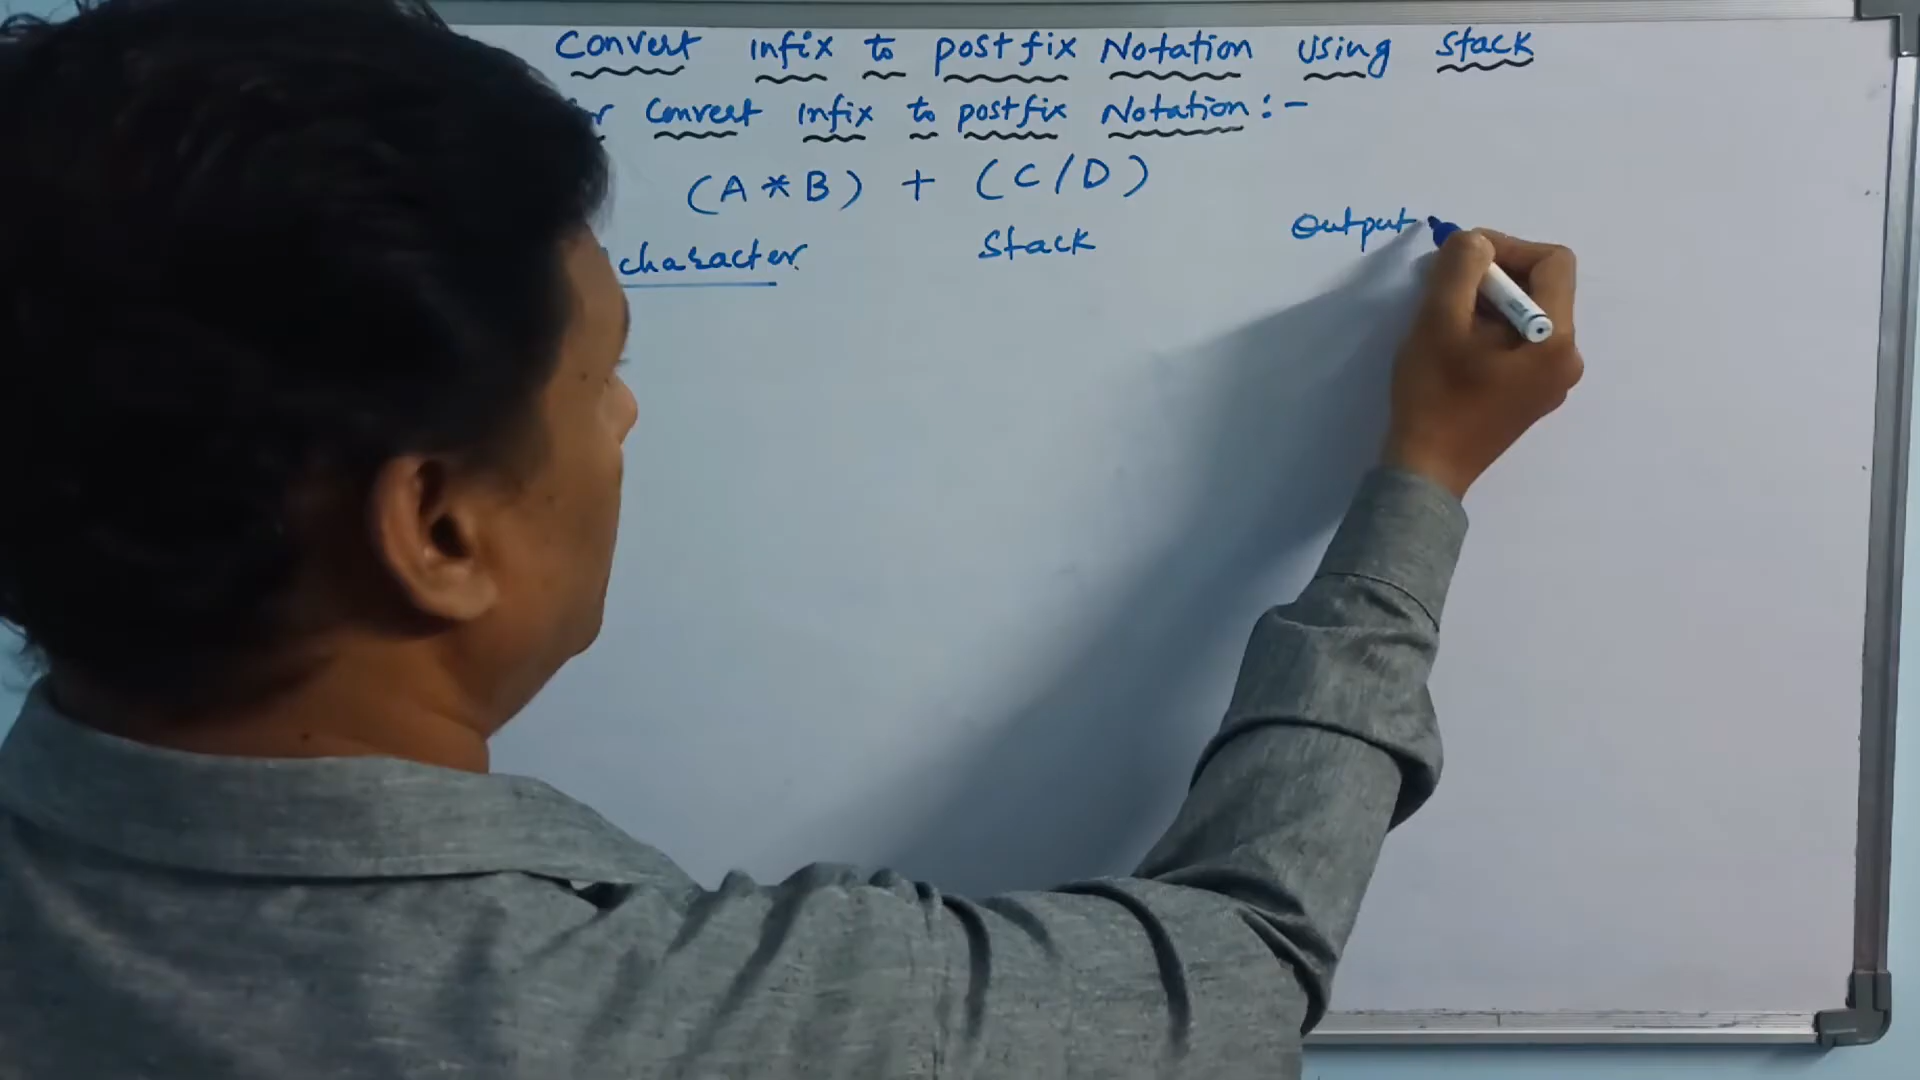 Convert Infix to postfix Notation Using Stack
Convert Infix to postfix Notation:-
(A * B) + (C/D)
character Stack Output